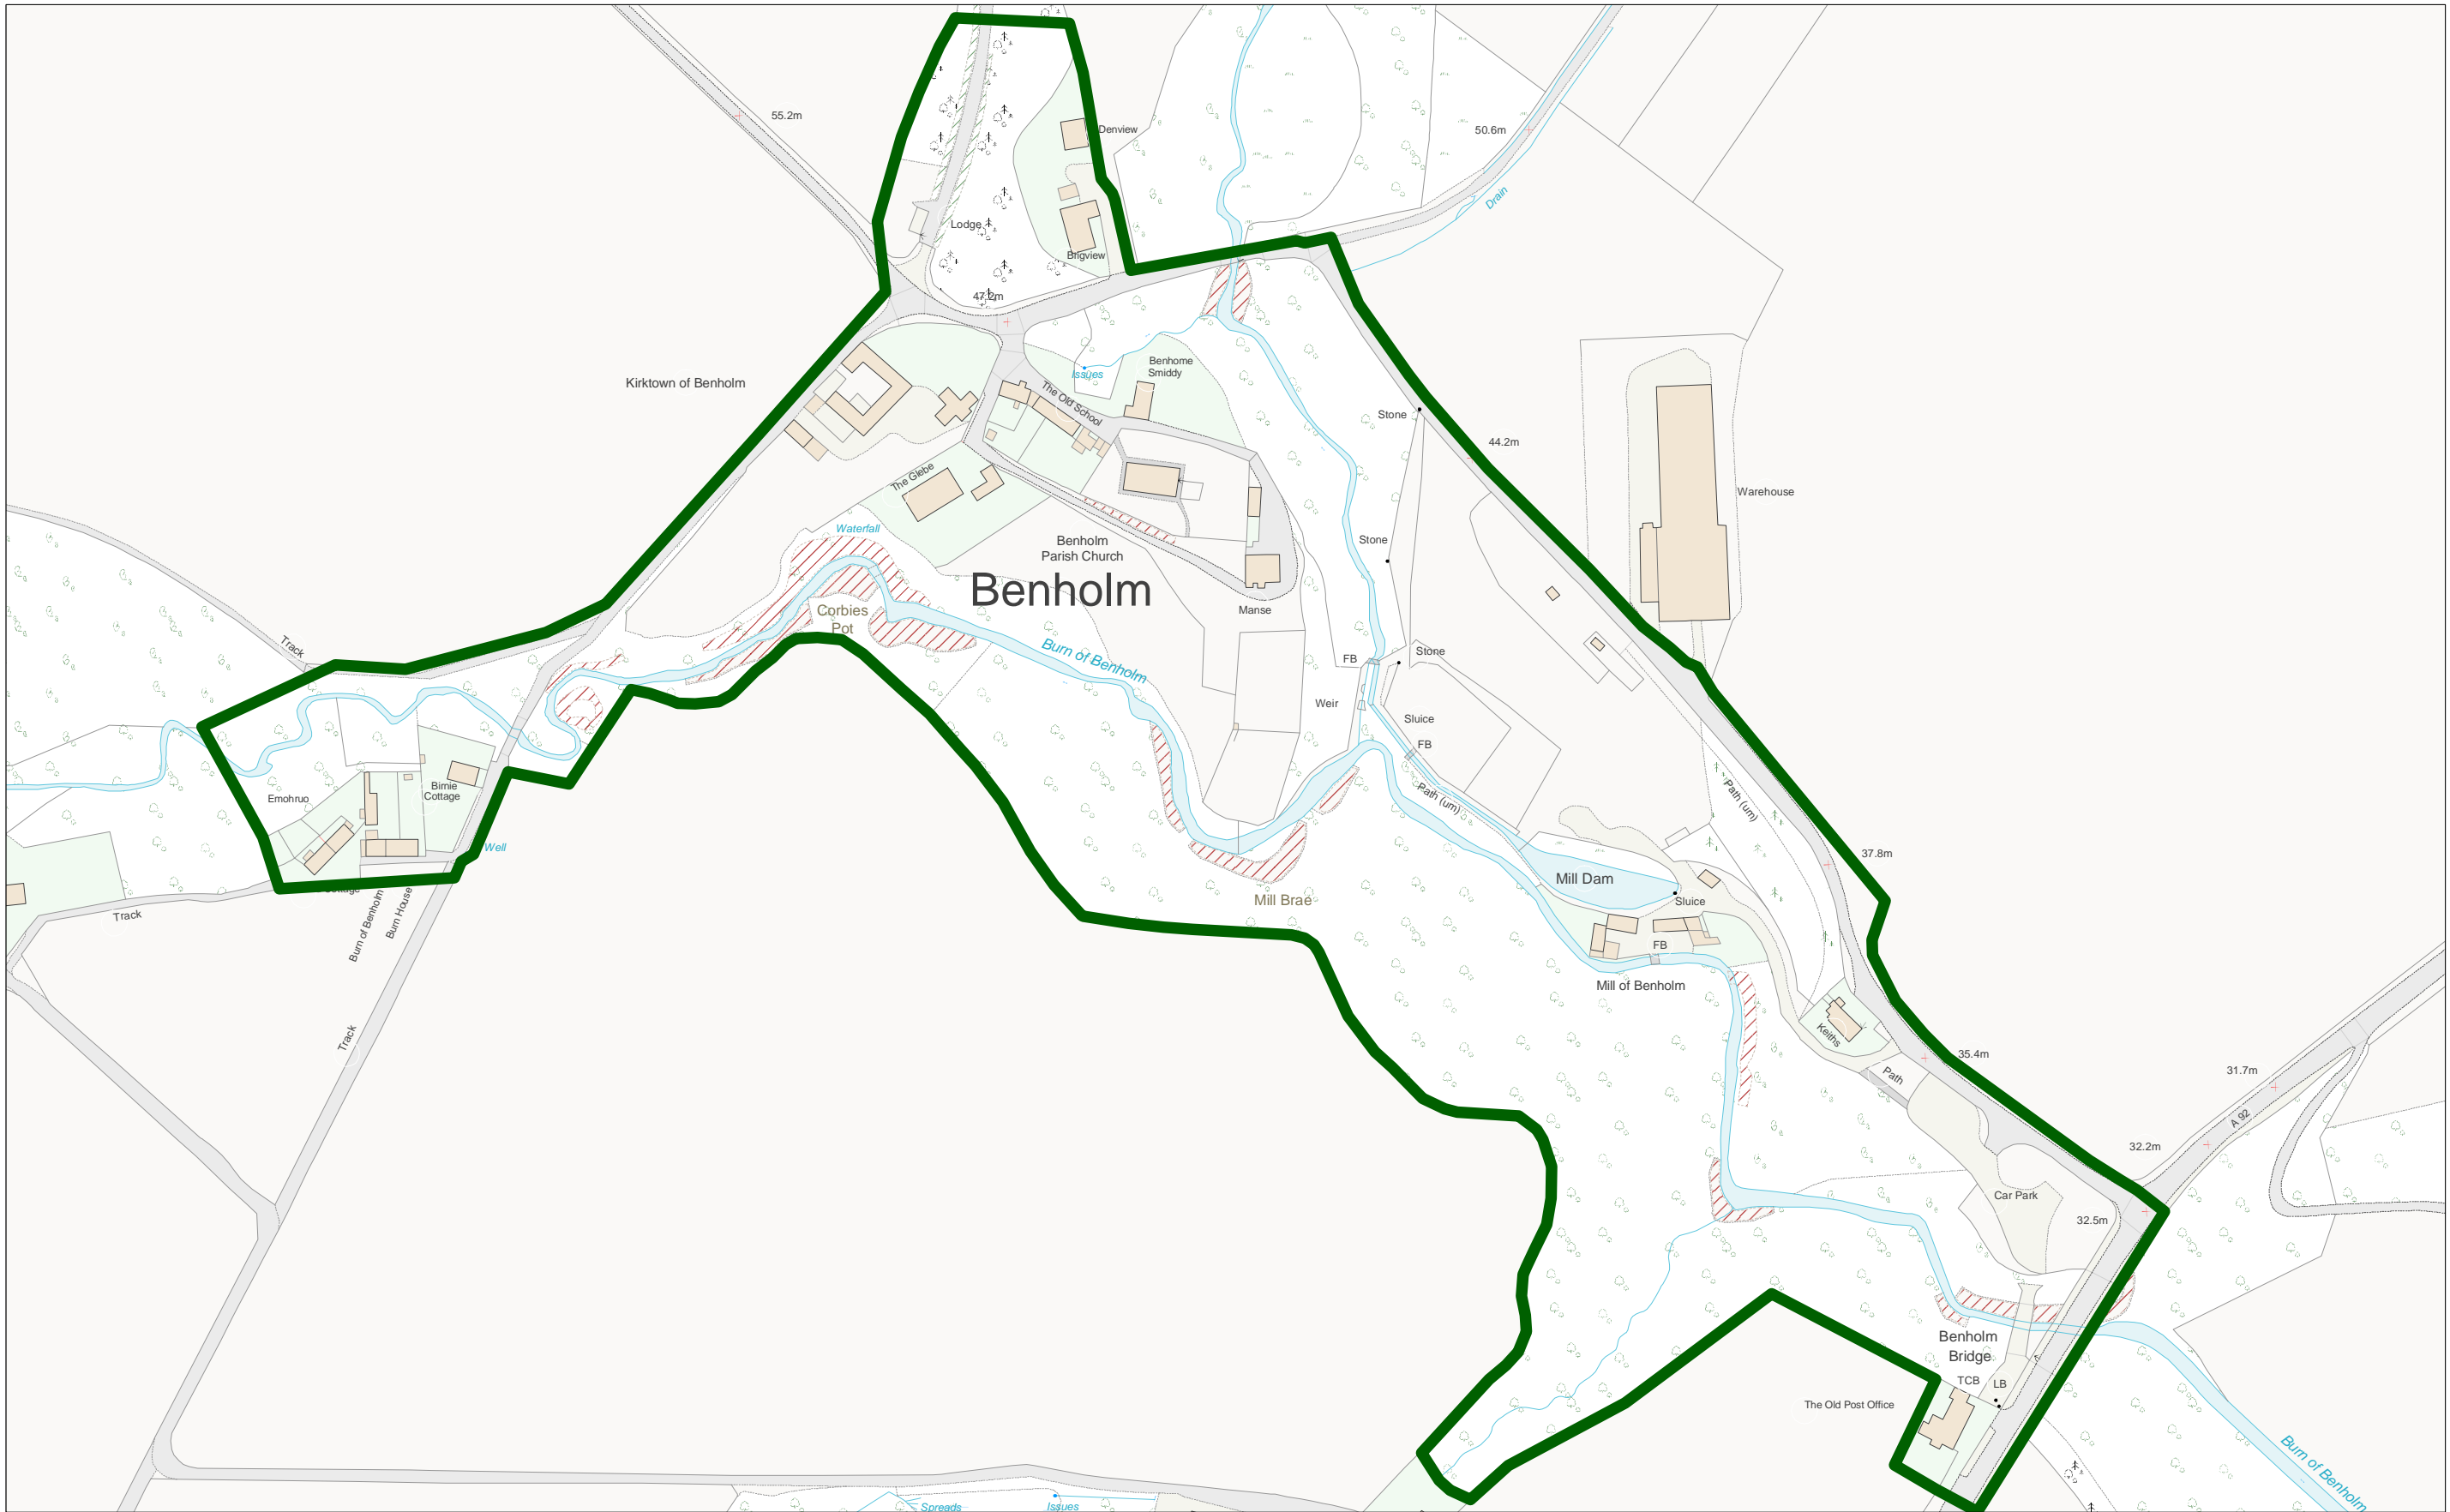 55.2m
Denview
50.6m
Drain
Lodge
Brigview
47.2m
Benhome
Smiddy
Issues
The Old School
Kirktown of Benholm
Stone
44.2m
The Glebe
Warehouse
Waterfall
Benholm
Parish Church
Stone
Benholm
Corbies
Pot
Manse
Burn of Benholm
Track
FB
Stone
Weir
Sluice
FB
Emohruo
Birnie
Cottage
Path (um)
Path (um)
Well
37.8m
Cottage
Burn of Benholm
Burn House
Track
Mill Dam
Mill Brae
Sluice
FB
Mill of Benholm
Keiths
Track
35.4m
Path
31.7m
A 92
32.2m
Car Park
32.5m
Benholm
Bridge
TCB
LB
The Old Post Office
Burn of Benholm
Spreads
Issues